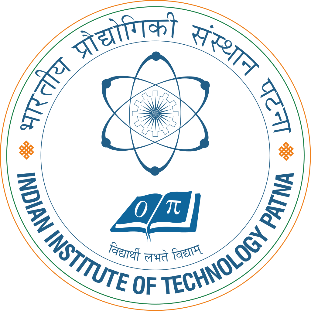 भारतीय प्रौद्योगिकी संस्थान पटना
0 π
विद्यार्थी लभते विद्याम्
INDIAN INSTITUTE OF TECHNOLOGY PATNA